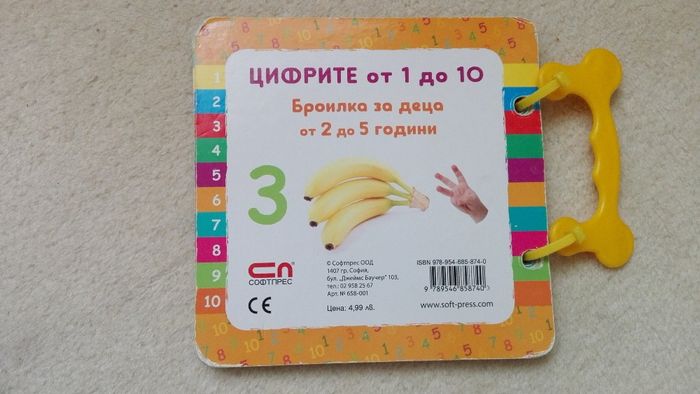 ЦИФРИТЕ от 1 до 10
Броилка за деца
от 2 до 5 години
1
2
3
4
5
6
7
8
9
10
3
СП
СОФТПРЕС
CE
© Софтпрес ООД
1407 гр. София,
бул. „Джеймс Баучер" 103,
тел.: 02 958 25 67
Арт. № 658-001
Цена: 4,99 лв.
ISBN 978-954-685-874-0
9 789546 858740
www.soft-press.com